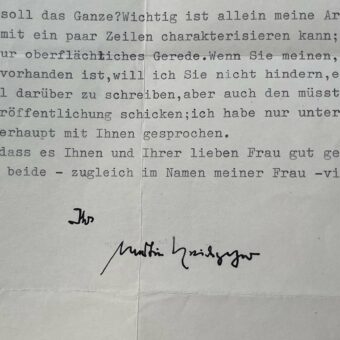 soll das Ganze?Wichtig ist allein meine Ar
mit ein paar Zeilen charakterisieren kann;
ur oberflächliches Gerede.Wenn Sie meinen,
vorhanden ist,will ich Sie nicht hindern,e
l darüber zu schreiben,aber auch den müsst
röffentlichung schicken;ich habe nur unter
erhaupt mit Ihnen gesprochen.
dass es Ihnen und Ihrer lieben Frau gut ge
beide - zugleich im Namen meiner Frau -vi
Ihr
Martin Heidegger